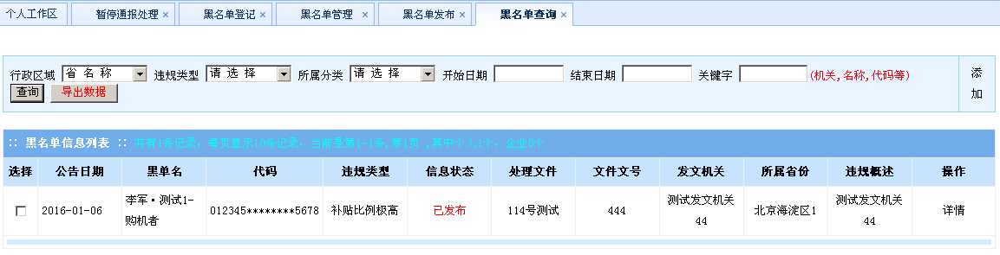 个人工作区 暂停通报处理 × 黑名单登记 × 黑名单管理 × 黑名单发布 × 黑名单查询 ×
行政区域 省 名 称 违规类型 请 选 择 所属分类 请 选 择 开始日期 结束日期 关键字 (机关,名称,代码等) 添
查询 导出数据 加
:: 黑名单信息列表 :: 共有1条记录，每页显示10条记录，当前是第1-1条,第1页 ,其中个人1个，企业0个
选择 公告日期 黑单名 代码 违规类型 信息状态 处理文件 文件文号 发文机关 所属省份 违规概述 操作
李军·测试1- 测试发文机关 测试发文机关
2016-01-06 012345********5678 补贴比例极高 已发布 114号测试 444 北京海淀区1 详情
购机者 44 44